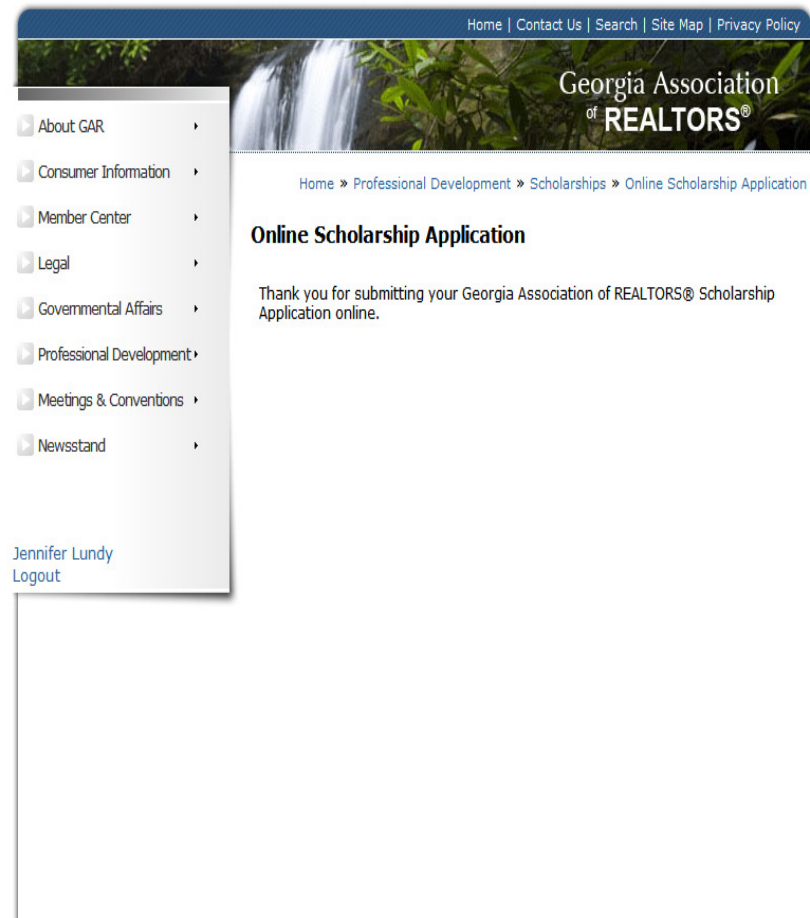 Home | Contact Us | Search | Site Map | Privacy Policy
Georgia Association
of REALTORS®
About GAR
Consumer Information
Member Center
Legal
Governmental Affairs
Professional Development
Meetings & Conventions
Newsstand
Jennifer Lundy
Logout
Home » Professional Development » Scholarships » Online Scholarship Application
Online Scholarship Application
Thank you for submitting your Georgia Association of REALTORS® Scholarship
Application online.